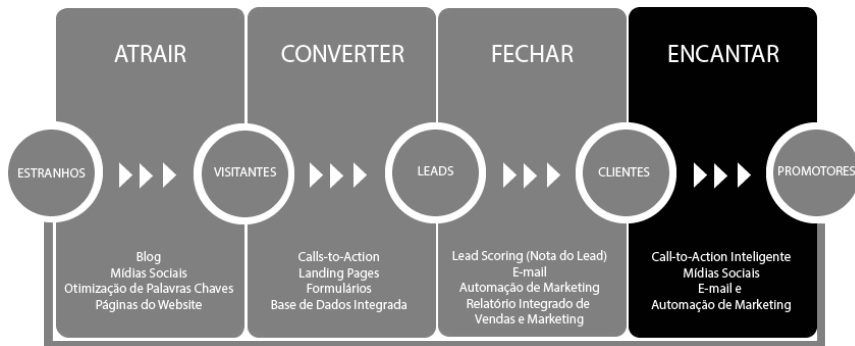 ATRAIR
CONVERTER
FECHAR
ENCANTAR
ESTRANHOS
VISITANTES
LEADS
CLIENTES
PROMOTORES
Blog
Mídias Sociais
Otimização de Palavras Chaves
Páginas do Website
Calls-to-Action
Landing Pages
Formulários
Base de Dados Integrada
Lead Scoring (Nota do Lead)
E-mail
Automação de Marketing
Relatório Integrado de
Vendas e Marketing
Call-to-Action Inteligente
Mídias Sociais
E-mail e
Automação de Marketing